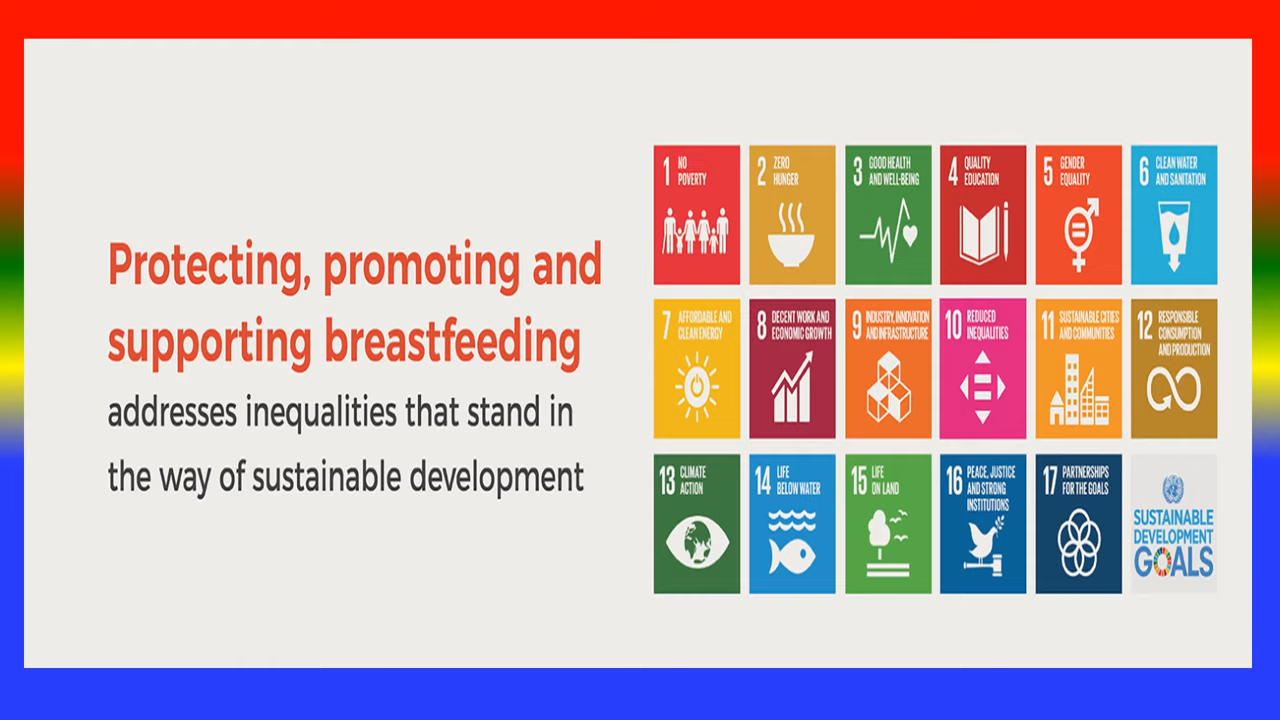 Protecting, promoting and
supporting breastfeeding
addresses inequalities that stand in
the way of sustainable development
1 NO
POVERTY
2 ZERO
HUNGER
3 GOOD HEALTH
AND WELL-BEING
4 QUALITY
EDUCATION
5 GENDER
EQUALITY
6 CLEAN WATER
AND SANITATION
7 AFFORDABLE AND
CLEAN ENERGY
8 DECENT WORK AND
ECONOMIC GROWTH
9 INDUSTRY, INNOVATION
AND INFRASTRUCTURE
10 REDUCED
INEQUALITIES
11 SUSTAINABLE CITIES
AND COMMUNITIES
12 RESPONSIBLE
CONSUMPTION
AND PRODUCTION
13 CLIMATE
ACTION
14 LIFE
BELOW WATER
15 LIFE
ON LAND
16 PEACE, JUSTICE
AND STRONG
INSTITUTIONS
17 PARTNERSHIPS
FOR THE GOALS
SUSTAINABLE
DEVELOPMENT
GOALS